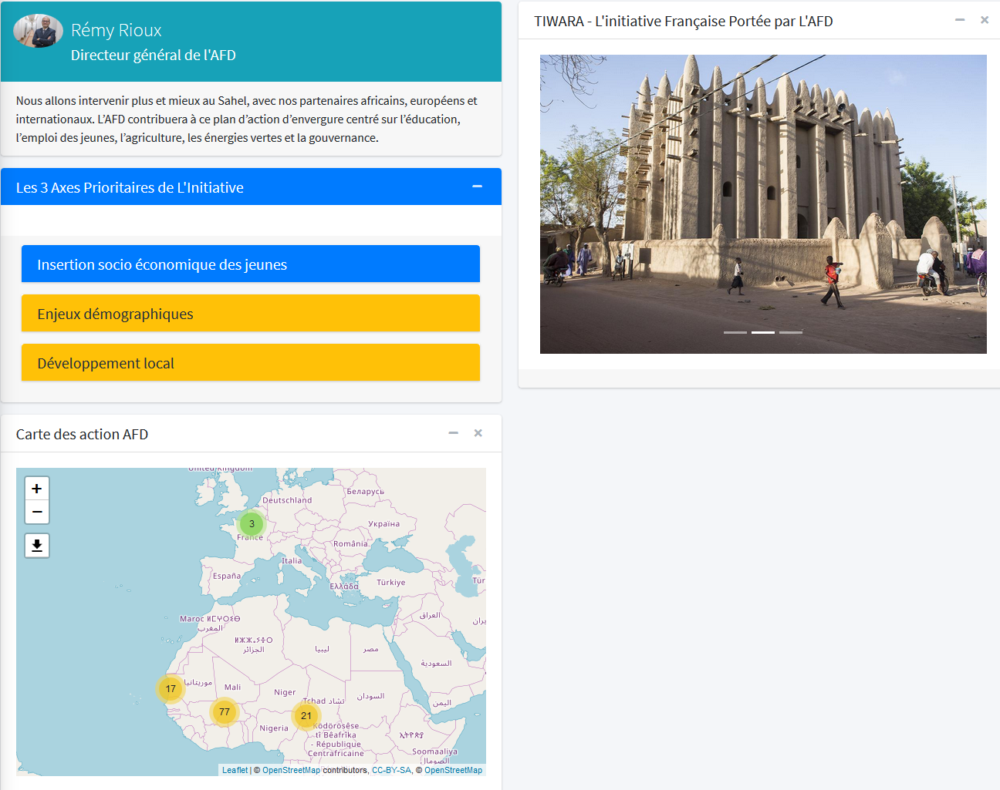 Rémy Rioux
Directeur général de l'AFD
Nous allons intervenir plus et mieux au Sahel, avec nos partenaires africains, européens et
internationaux. L’AFD contribuera à ce plan d’action d’envergure centré sur l’éducation,
l’emploi des jeunes, l’agriculture, les énergies vertes et la gouvernance.
Les 3 Axes Prioritaires de L'Initiative
Insertion socio économique des jeunes
Enjeux démographiques
Développement local
TIWARA - L'initiative Française Portée par L'AFD
Carte des action AFD
+
−
United Kingdom
Беларусь
Deutschland
3
France
Україна
România
Italia
España
Ελλάδα
Türkiye
Tür
Maroc ⵍⵎⵖⵔⵉⴱ
المغرب
العراق
ایران
ⵍⵣⵣⴰⵢⴻⵔ
الجزائر
ليبيا
مصر
السعودية
17
موريتانيا
Mali
Niger
Tchad تشاد
السودان
اليمن
77
21
Nigeria
Ködörösêse
tî Bêafrîka
- République
Centrafricaine
ኢትዮጵያ
Soomaaliya
الصومال
Leaflet | © OpenStreetMap contributors, CC-BY-SA, © OpenStreetMap